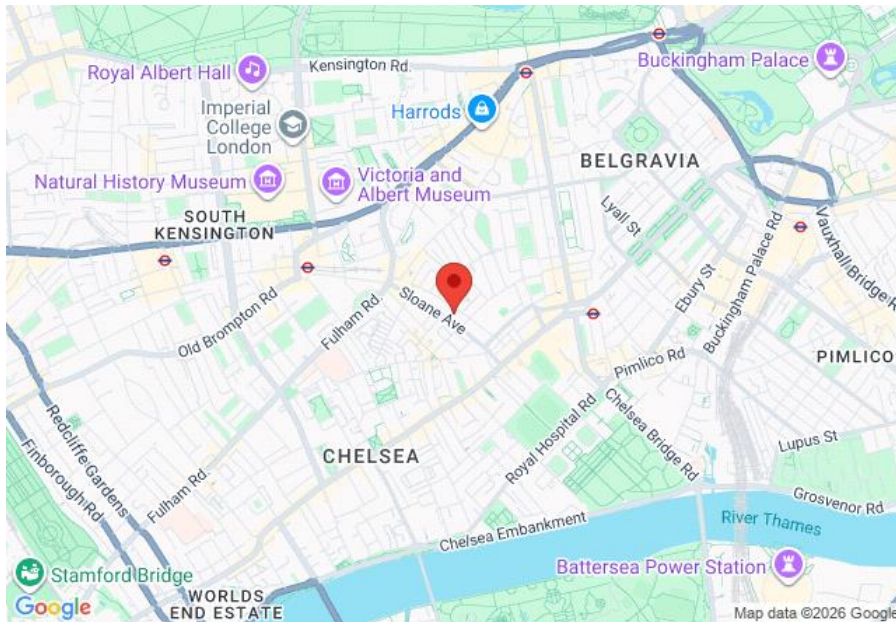 Royal Albert Hall
Kensington Rd.
Buckingham Palace
Imperial
College
London
Harrods
BELGRAVIA
Natural History Museum
Victoria and
Albert Museum
Lyall St
SOUTH
KENSINGTON
Vauxhall Bridge R
Buckingham Palace Rd
Ebury St
Sloane Ave
Old Brompton Rd
Fulham Rd.
Pimlico Rd
PIMLICO
Redcliffe Gardens
Finborough Rd
Chelsea Bridge Rd
Royal Hospital Rd
Lupus St
CHELSEA
Fulham Rd.
Grosvenor Rd
River Thames
Chelsea Embankment
Battersea Power Station
Stamford Bridge
WORLDS
END ESTATE
Google
Map data ©2026 Google